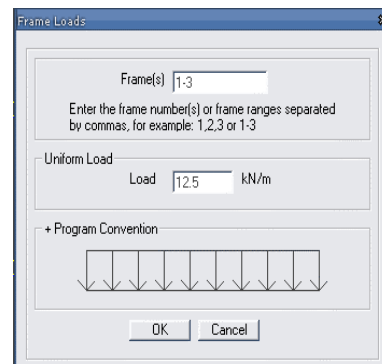 Frame Loads
Frame(s) 1-3
Enter the frame number(s) or frame ranges separated
by commas, for example: 1,2,3 or 1-3
Uniform Load
Load 12.5 kN/m
+ Program Convention
OK Cancel